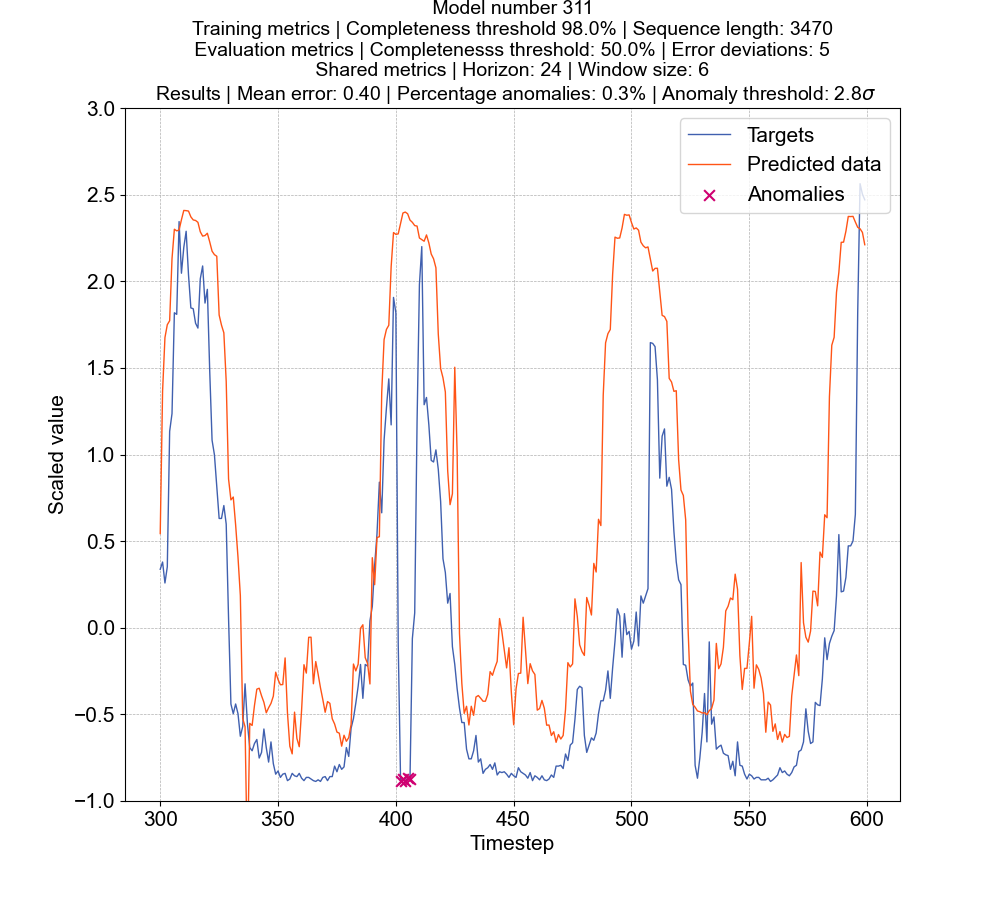 Model number 311
Training metrics | Completeness threshold 98.0% | Sequence length: 3470
Evaluation metrics | Completenesss threshold: 50.0% | Error deviations: 5
Shared metrics | Horizon: 24 | Window size: 6
Results | Mean error: 0.40 | Percentage anomalies: 0.3% | Anomaly threshold: 2.8σ
3.0
2.5
2.0
1.5
1.0
0.5
0.0
−0.5
−1.0
Scaled value
Targets
Predicted data
Anomalies
300 350 400 450 500 550 600
Timestep